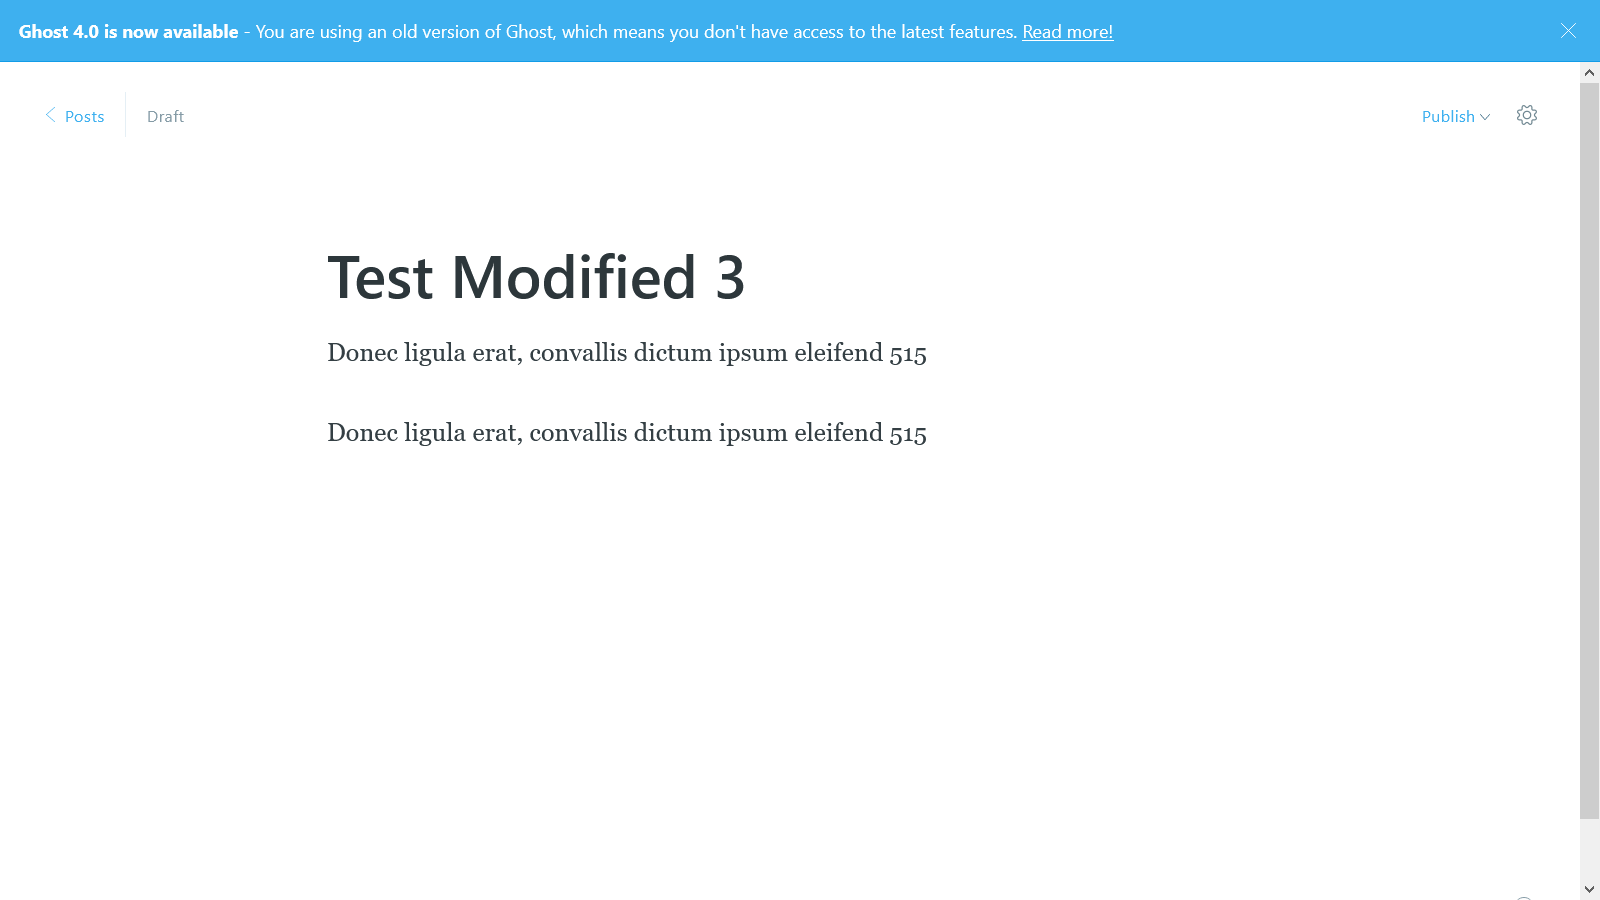 Ghost 4.0 is now available - You are using an old version of Ghost, which means you don't have access to the latest features. Read more!
Posts
Draft
Publish
Test Modified 3
Donec ligula erat, convallis dictum ipsum eleifend 515
Donec ligula erat, convallis dictum ipsum eleifend 515